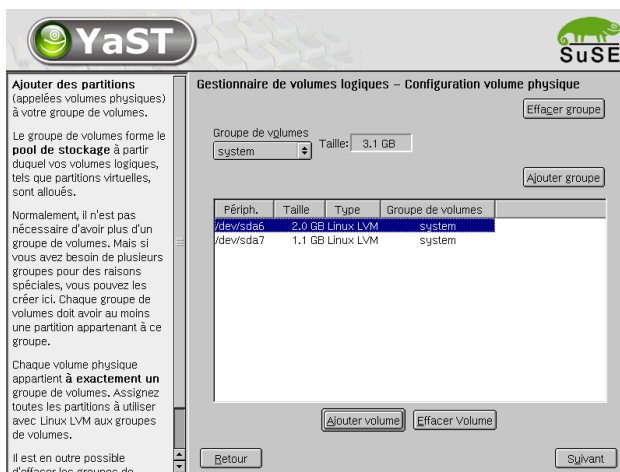 YaST
SuSE
Ajouter des partitions
(appelées volumes physiques)
à votre groupe de volumes.
Le groupe de volumes forme le
pool de stockage à partir
duquel vos volumes logiques,
tels que partitions virtuelles,
sont alloués.
Normalement, il n'est pas
nécessaire d'avoir plus d'un
groupe de volumes. Mais si
vous avez besoin de plusieurs
groupes pour des raisons
spéciales, vous pouvez les
créer ici. Chaque groupe de
volumes doit avoir au moins
une partition appartenant à ce
groupe.
Chaque volume physique
appartient à exactement un
groupe de volumes. Assignez
toutes les partitions à utiliser
avec Linux LVM aux groupes
de volumes.
Il est en outre possible
d'effacer les groupes de
Gestionnaire de volumes logiques – Configuration volume physique
Effacer groupe
Groupe de volumes
system
Taille: 3.1 GB
Ajouter groupe
Périph. Taille Type Groupe de volumes
/dev/sda6 2.0 GB Linux LVM system
/dev/sda7 1.1 GB Linux LVM system
Ajouter volume Effacer Volume
Retour Suivant